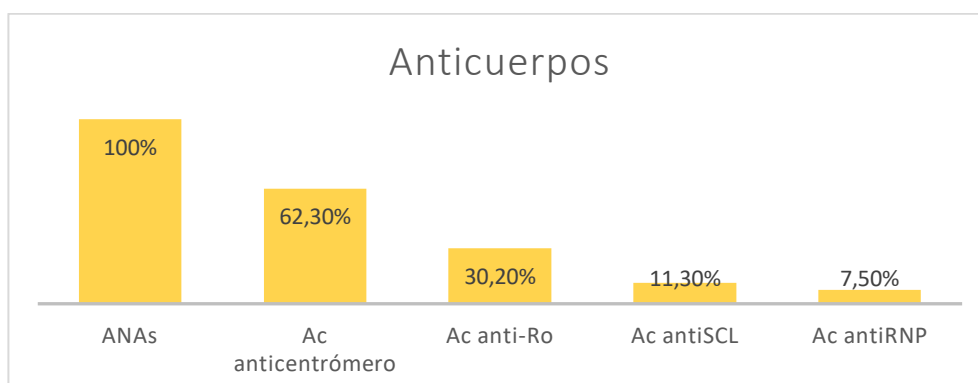 Anticuerpos
100%
62,30%
30,20%
11,30%
7,50%
ANAs
Ac
anticentrómero
Ac anti-Ro
Ac antiSCL
Ac antiRNP